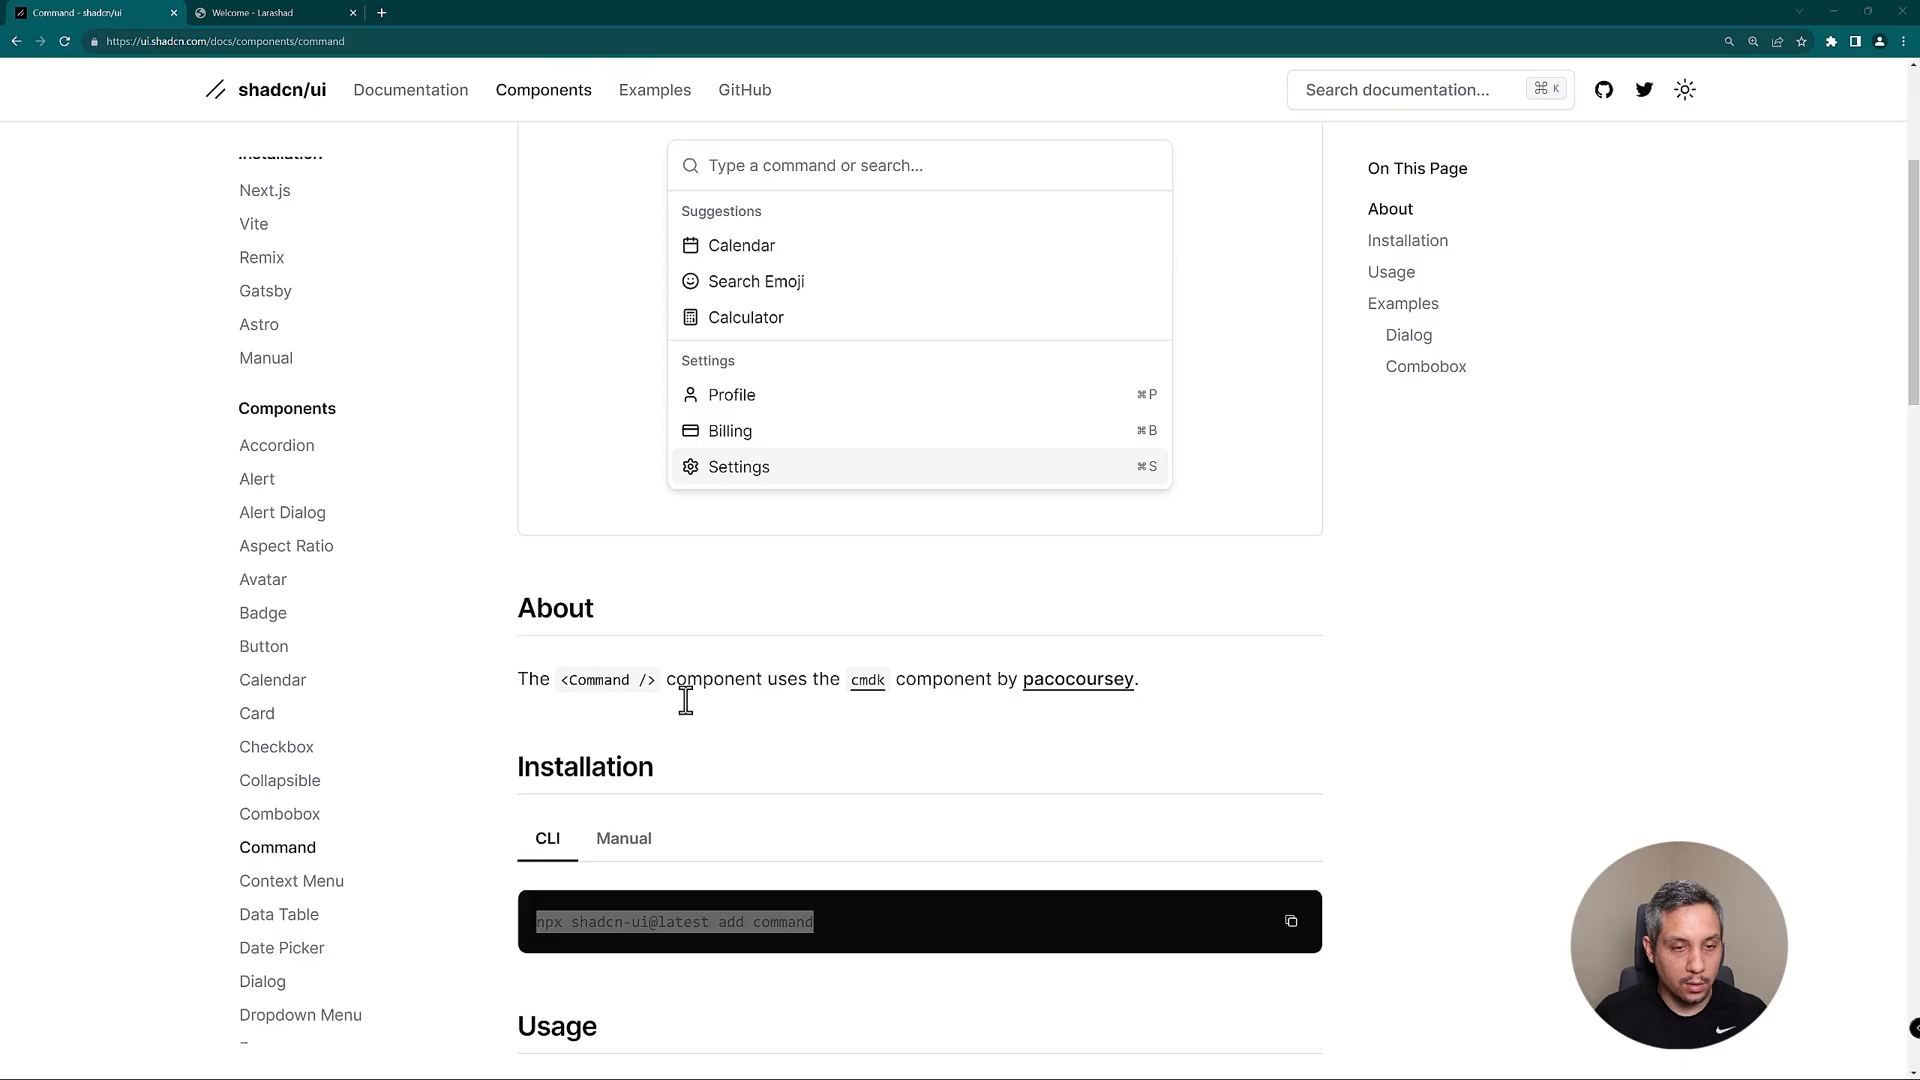 Command - shadcn/ui
Welcome - Larashad
https://ui.shadcn.com/docs/components/command
shadcn/ui
Documentation
Components
Examples
GitHub
Search documentation...
⌘ K
Installation
Next.js
Vite
Remix
Gatsby
Astro
Manual
Components
Accordion
Alert
Alert Dialog
Aspect Ratio
Avatar
Badge
Button
Calendar
Card
Checkbox
Collapsible
Combobox
Command
Context Menu
Data Table
Date Picker
Dialog
Dropdown Menu
Type a command or search...
Suggestions
Calendar
Search Emoji
Calculator
Settings
Profile ⌘P
Billing ⌘B
Settings ⌘S
About
The <Command /> component uses the cmdk component by pacocoursey.
Installation
CLI Manual
npx shadcn-ui@latest add command
Usage
On This Page
About
Installation
Usage
Examples
Dialog
Combobox